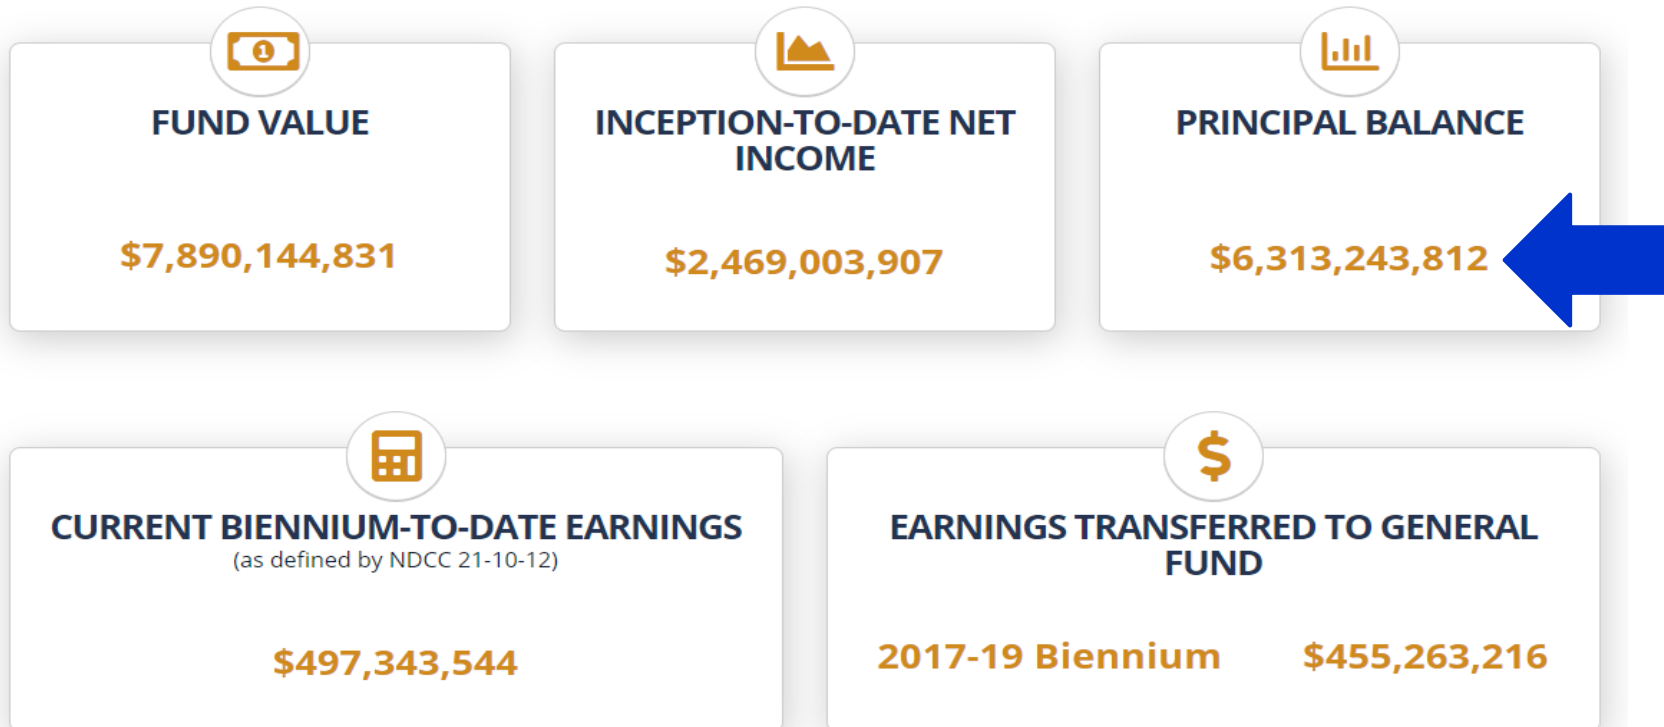 FUND VALUE
$7,890,144,831
INCEPTION-TO-DATE NET
INCOME
$2,469,003,907
PRINCIPAL BALANCE
$6,313,243,812
CURRENT BIENNIUM-TO-DATE EARNINGS
(as defined by NDCC 21-10-12)
$497,343,544
EARNINGS TRANSFERRED TO GENERAL
FUND
2017-19 Biennium $455,263,216